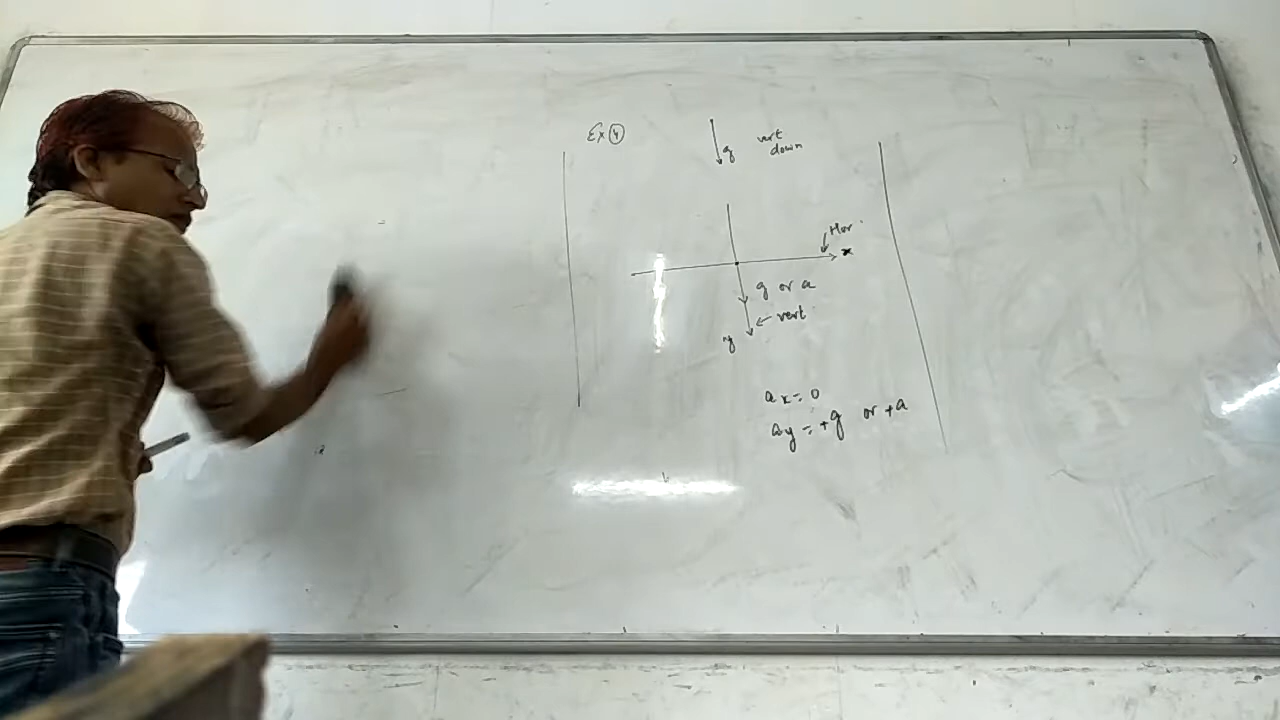 Ex 4
g vert
down
Hor.
x
g or a
vert
y
ax = 0
ay = +g or +a